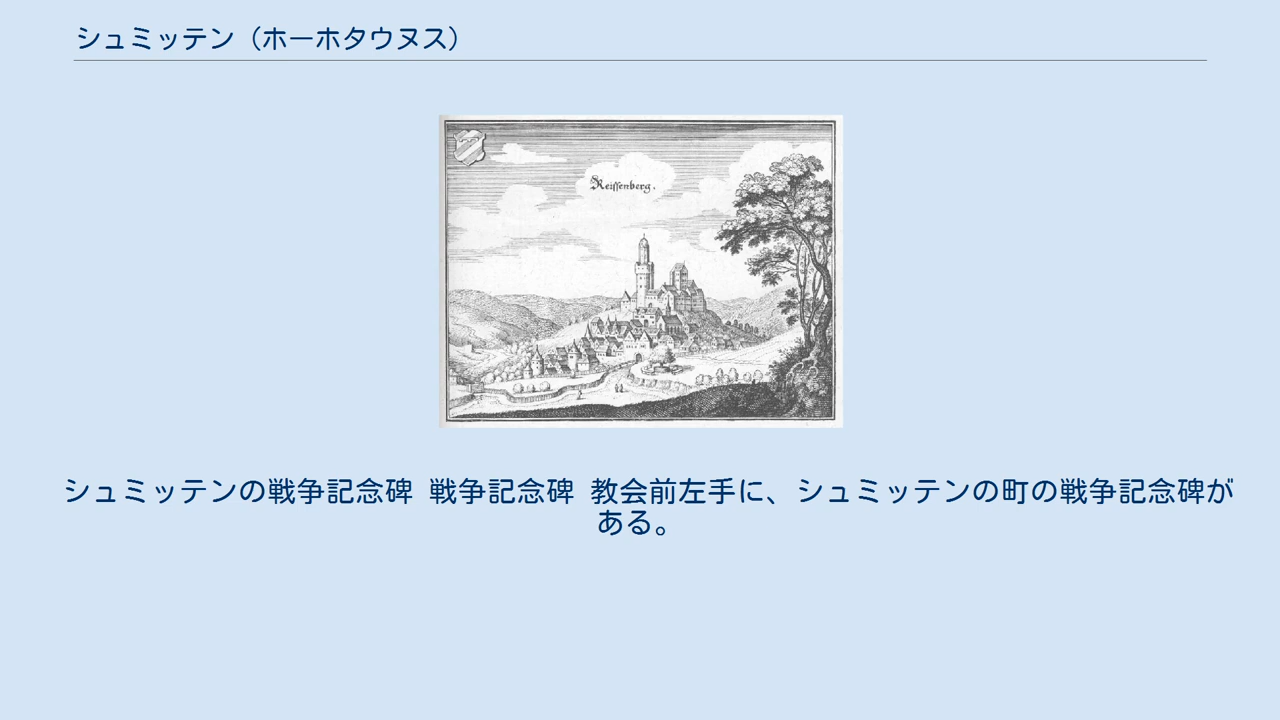 シュミッテン（ホーホタウヌス）
Reissenberg.
シュミッテンの戦争記念碑 戦争記念碑 教会前左手に、シュミッテンの町の戦争記念碑が
ある。